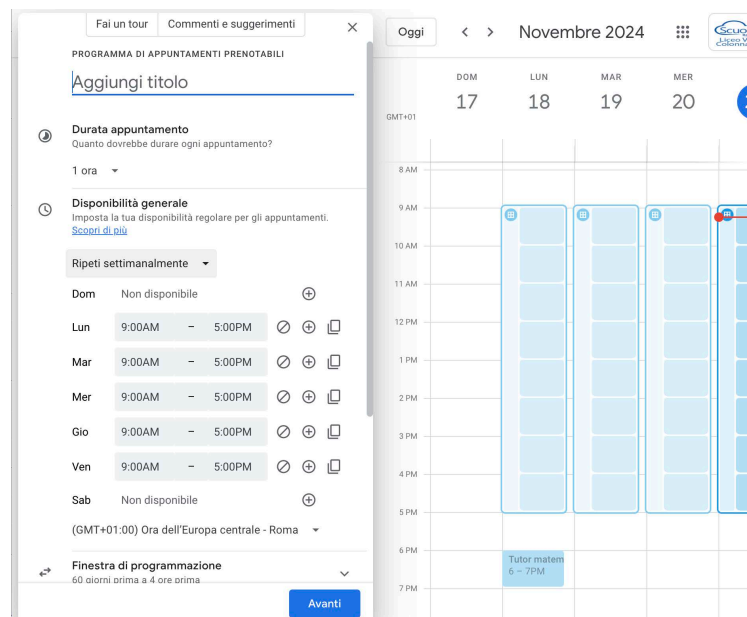 Fai un tour
Commenti e suggerimenti
PROGRAMMA DI APPUNTAMENTI PRENOTABILI
Aggiungi titolo
Durata appuntamento
Quanto dovrebbe durare ogni appuntamento?
1 ora
Disponibilità generale
Imposta la tua disponibilità regolare per gli appuntamenti.
Scopri di più
Ripeti settimanalmente
Dom Non disponibile
Lun 9:00AM – 5:00PM
Mar 9:00AM – 5:00PM
Mer 9:00AM – 5:00PM
Gio 9:00AM – 5:00PM
Ven 9:00AM – 5:00PM
Sab Non disponibile
(GMT+01:00) Ora dell'Europa centrale - Roma
Finestra di programmazione
60 giorni prima a 4 ore prima
Avanti
Oggi
Novembre 2024
Scuo
Liceo V
Colonn
DOM LUN MAR MER
17 18 19 20
GMT+01
8 AM
9 AM
10 AM
11 AM
12 PM
1 PM
2 PM
3 PM
4 PM
5 PM
6 PM
Tutor matem
6 – 7PM
7 PM